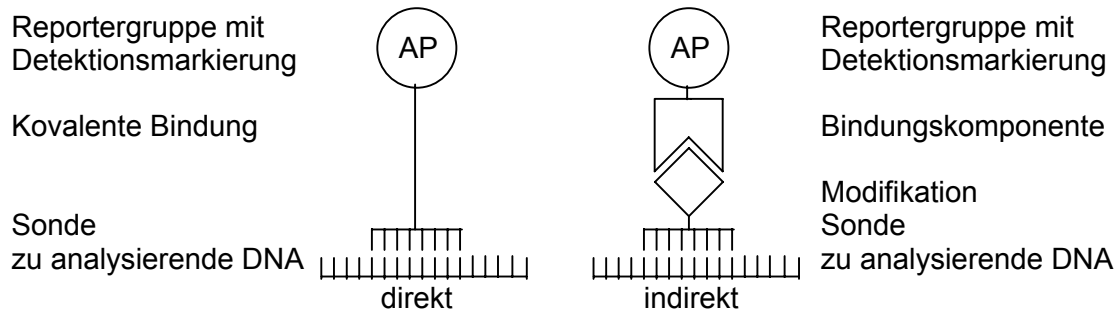 Reportergruppe mit
Detektionsmarkierung
Kovalente Bindung
Sonde
zu analysierende DNA
AP
direkt
AP
indirekt
Reportergruppe mit
Detektionsmarkierung
Bindungskomponente
Modifikation
Sonde
zu analysierende DNA